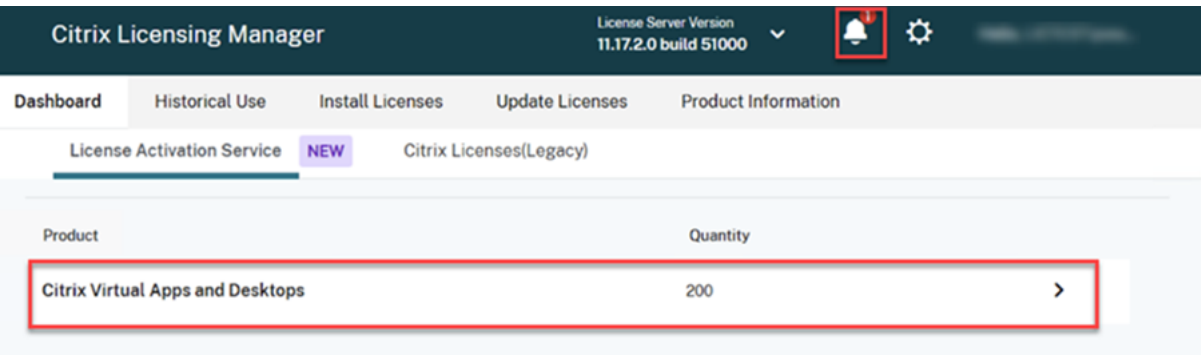 Citrix Licensing Manager
License Server Version
11.17.2.0 build 51000
1
Dashboard Historical Use Install Licenses Update Licenses Product Information
License Activation Service NEW Citrix Licenses(Legacy)
Product Quantity
Citrix Virtual Apps and Desktops 200